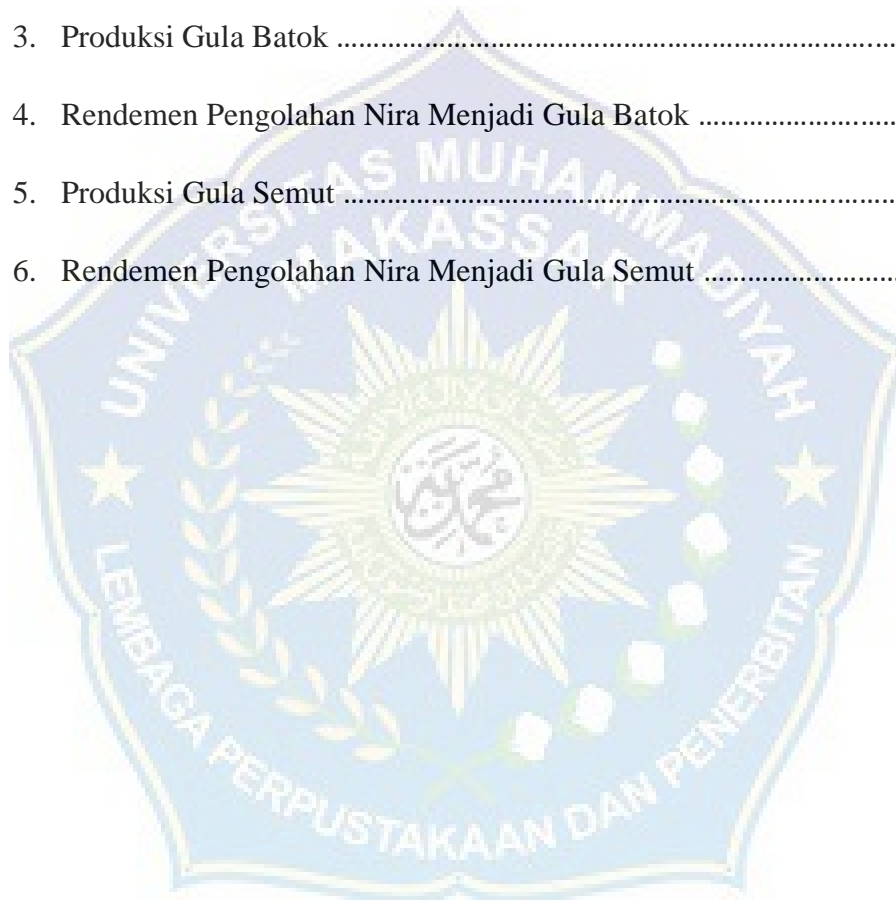 3. Produksi Gula Batok ................................................................................
4. Rendemen Pengolahan Nira Menjadi Gula Batok ...........................
5. Produksi Gula Semut ................................................................................
6. Rendemen Pengolahan Nira Menjadi Gula Semut ..........................
UNIVERSITAS MUHAMMADIYAH
MAKASSAR
LEMBAGA PERPUSTAKAAN DAN PENERBITAN